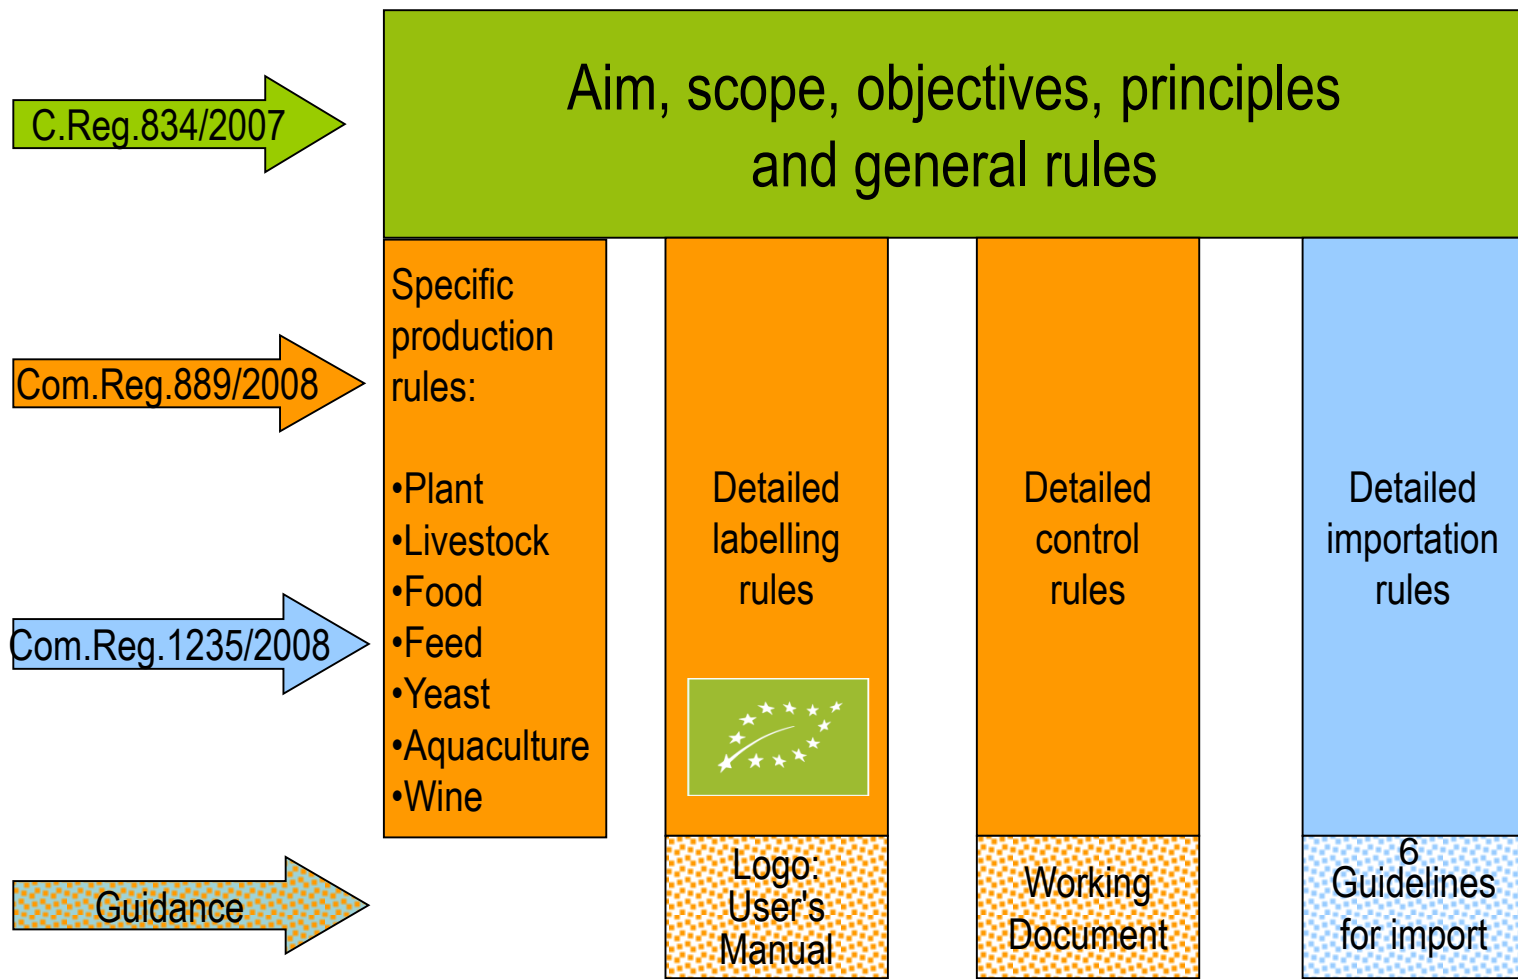 Aim, scope, objectives, principles
and general rules
C.Reg.834/2007
Com.Reg.889/2008
Com.Reg.1235/2008
Guidance
Specific
production
rules:
•Plant
•Livestock
•Food
•Feed
•Yeast
•Aquaculture
•Wine
Detailed
labelling
rules
Logo:
User's
Manual
Detailed
control
rules
Working
Document
Detailed
importation
rules
6
Guidelines
for import